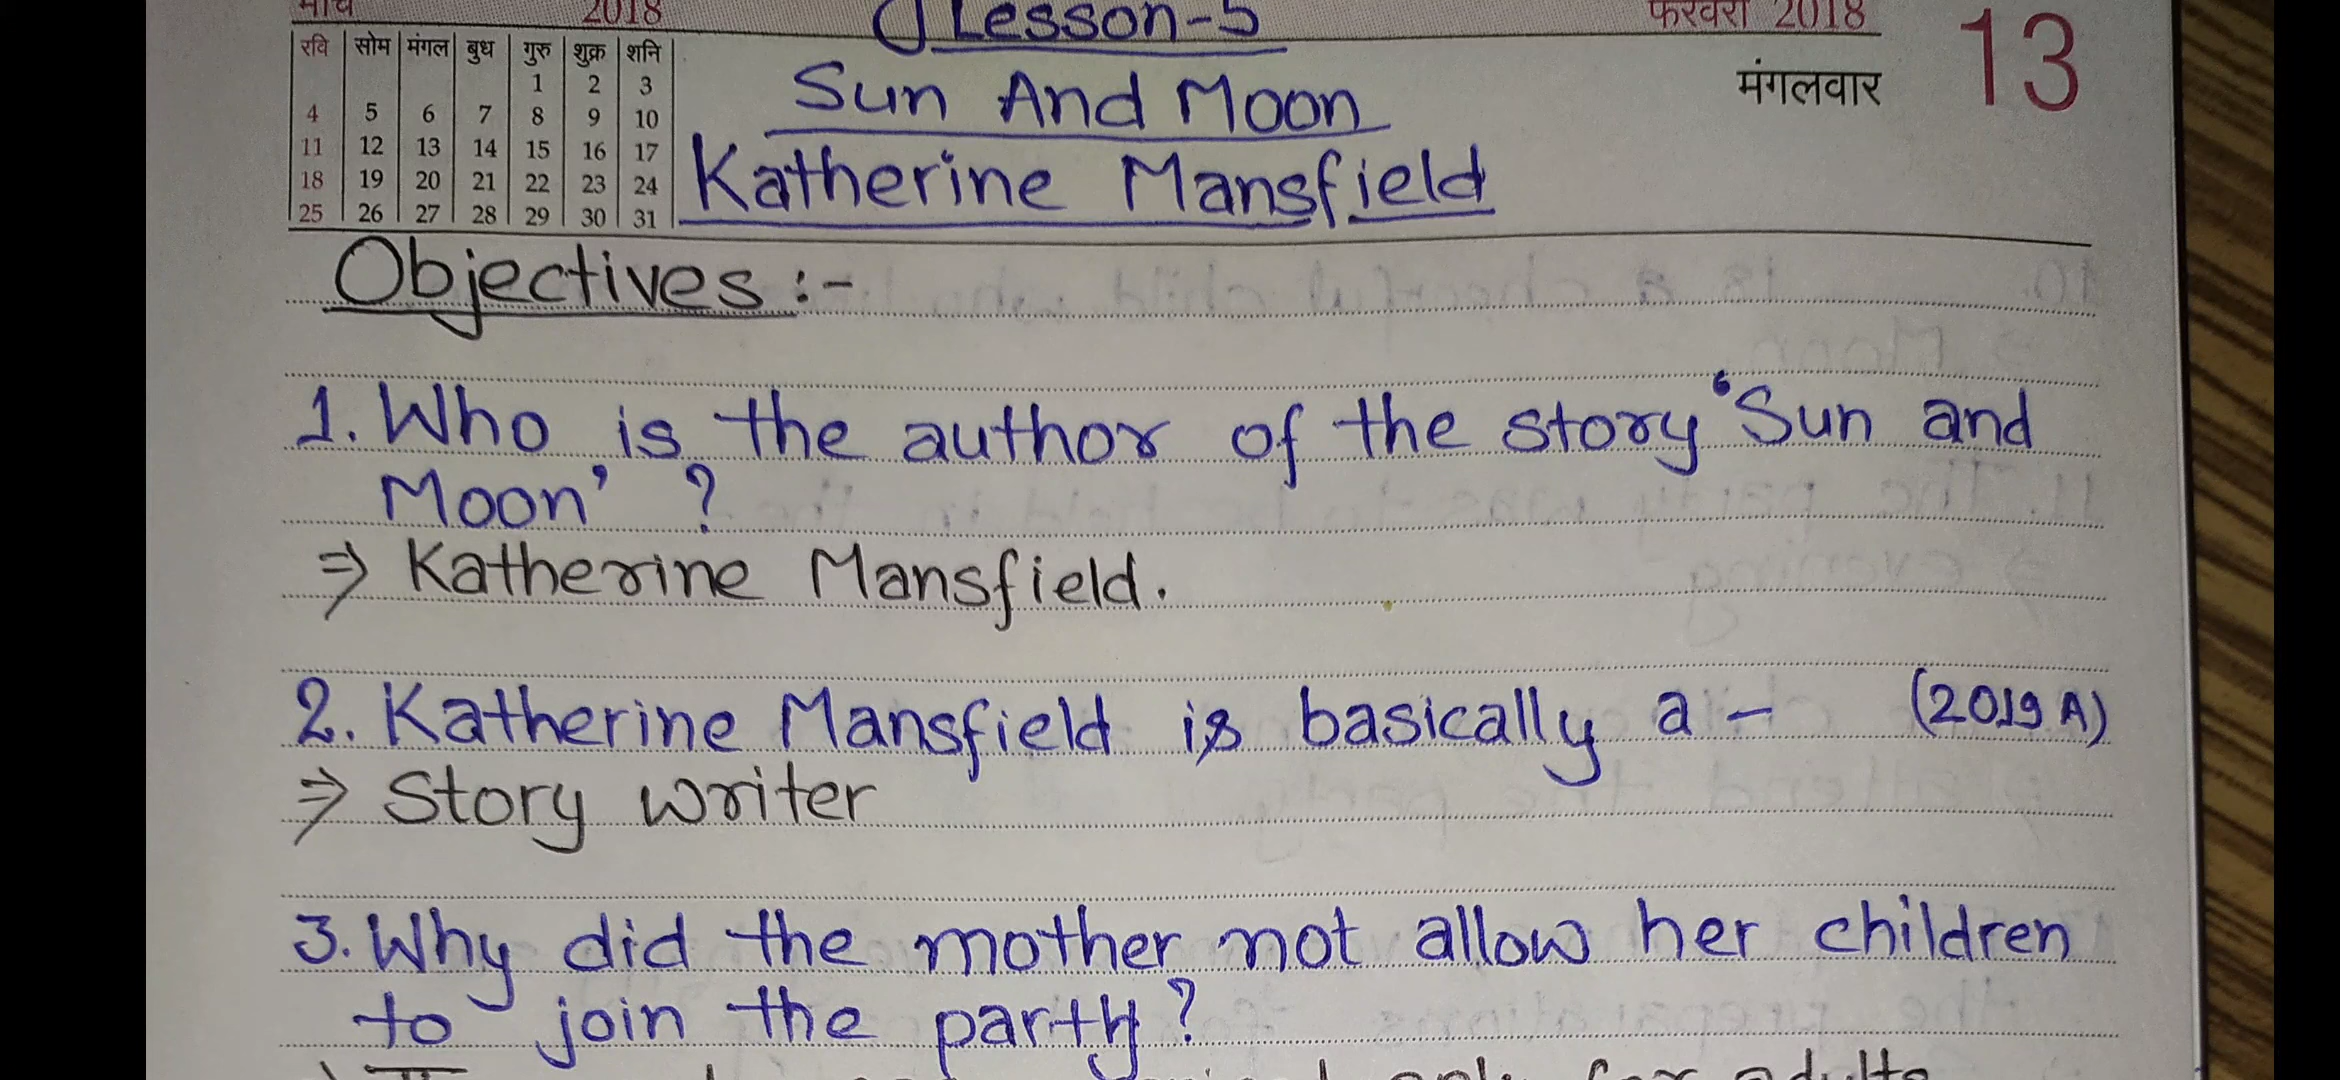 मार्च 2018 Lesson-5 फरवरी 2018 13
रवि सोम मंगल बुध गुरु शुक्र शनि
Sun And Moon
मंगलवार
1 2 3
4 5 6 7 8 9 10
11 12 13 14 15 16 17
18 19 20 21 22 23 24
25 26 27 28 29 30 31
Katherine Mansfield
Objectives :-
1. Who is the author of the story 'Sun and
Moon' ?
⇒ Katherine Mansfield.
2. Katherine Mansfield is basically a – (2019 A)
⇒ Story writer
3. Why did the mother not allow her children
to join the party?
only for adults